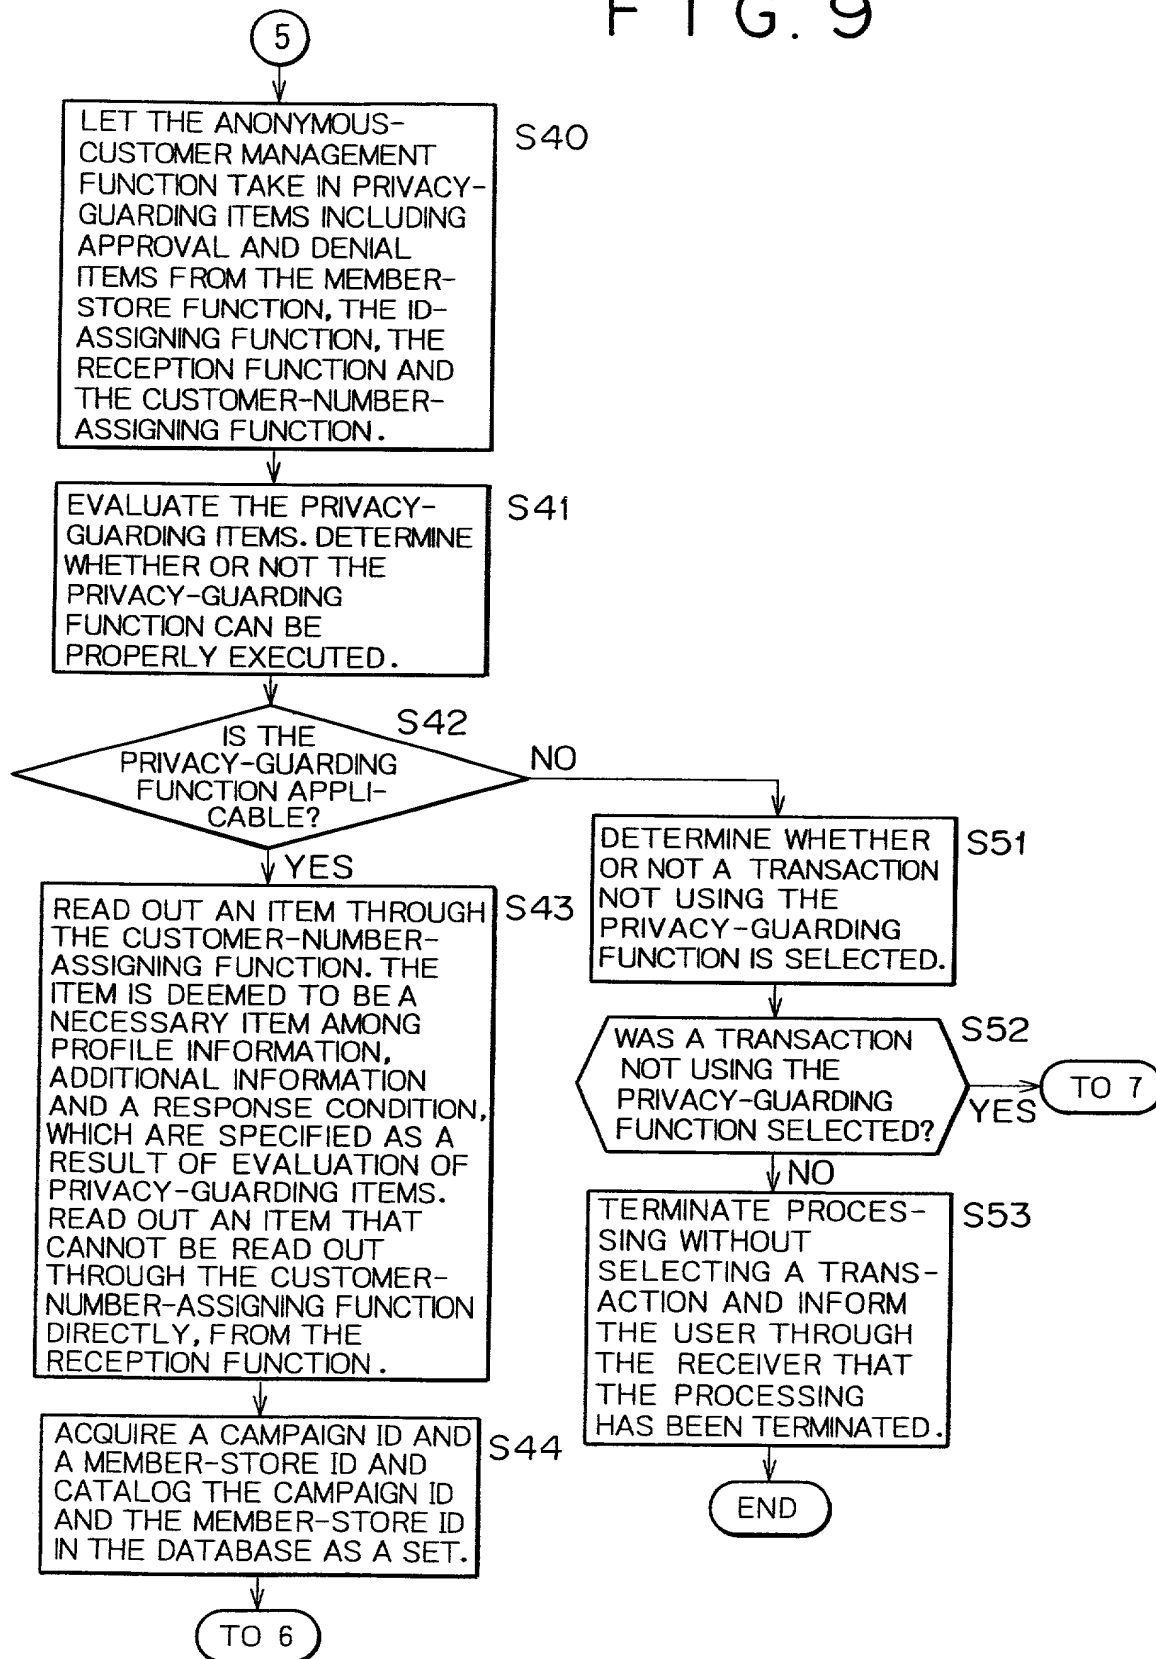 FIG. 9
5
LET THE ANONYMOUS-
CUSTOMER MANAGEMENT
FUNCTION TAKE IN PRIVACY-
GUARDING ITEMS INCLUDING
APPROVAL AND DENIAL
ITEMS FROM THE MEMBER-
STORE FUNCTION, THE ID-
ASSIGNING FUNCTION, THE
RECEPTION FUNCTION AND
THE CUSTOMER-NUMBER-
ASSIGNING FUNCTION.
S40
EVALUATE THE PRIVACY-
GUARDING ITEMS. DETERMINE
WHETHER OR NOT THE
PRIVACY-GUARDING
FUNCTION CAN BE
PROPERLY EXECUTED.
S41
IS THE
PRIVACY-GUARDING
FUNCTION APPLI-
CABLE?
S42
NO
YES
READ OUT AN ITEM THROUGH
THE CUSTOMER-NUMBER-
ASSIGNING FUNCTION. THE
ITEM IS DEEMED TO BE A
NECESSARY ITEM AMONG
PROFILE INFORMATION,
ADDITIONAL INFORMATION
AND A RESPONSE CONDITION,
WHICH ARE SPECIFIED AS A
RESULT OF EVALUATION OF
PRIVACY-GUARDING ITEMS.
READ OUT AN ITEM THAT
CANNOT BE READ OUT
THROUGH THE CUSTOMER-
NUMBER-ASSIGNING FUNCTION
DIRECTLY, FROM THE
RECEPTION FUNCTION.
S43
ACQUIRE A CAMPAIGN ID AND
A MEMBER-STORE ID AND
CATALOG THE CAMPAIGN ID
AND THE MEMBER-STORE ID
IN THE DATABASE AS A SET.
S44
TO 6
DETERMINE WHETHER
OR NOT A TRANSACTION
NOT USING THE
PRIVACY-GUARDING
FUNCTION IS SELECTED.
S51
WAS A TRANSACTION
NOT USING THE
PRIVACY-GUARDING
FUNCTION SELECTED?
S52
YES
TO 7
NO
TERMINATE PROCES-
SING WITHOUT
SELECTING A TRANS-
ACTION AND INFORM
THE USER THROUGH
THE RECEIVER THAT
THE PROCESSING
HAS BEEN TERMINATED.
S53
END